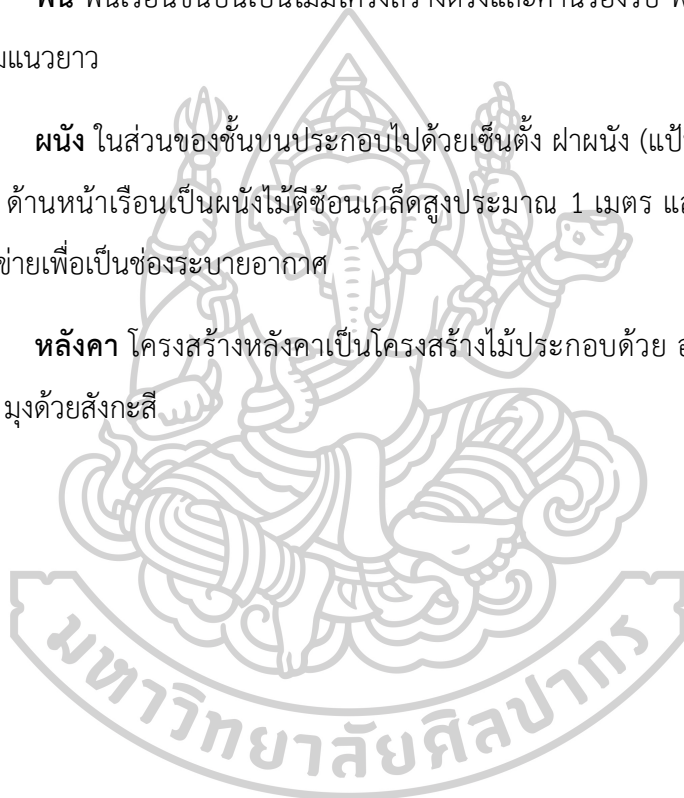 พื้น พื้นเรือนชั้นบนเป็นไม้มีโครงสร้างตงและคานรองรับ
มแนวยาว
ผนัง ในส่วนของชั้นบนประกอบไปด้วยเซ็นตั้ง ฝาผนัง (แป้
ด้านหน้าเรือนเป็นผนังไม้ตีซ้อนเกล็ดสูงประมาณ 1 เมตร แล
ข่ายเพื่อเป็นช่องระบายอากาศ
หลังคา โครงสร้างหลังคาเป็นโครงสร้างไม้ประกอบด้วย อ
มุงด้วยสังกะสี
มหาวิทยาลัยศิลปากร